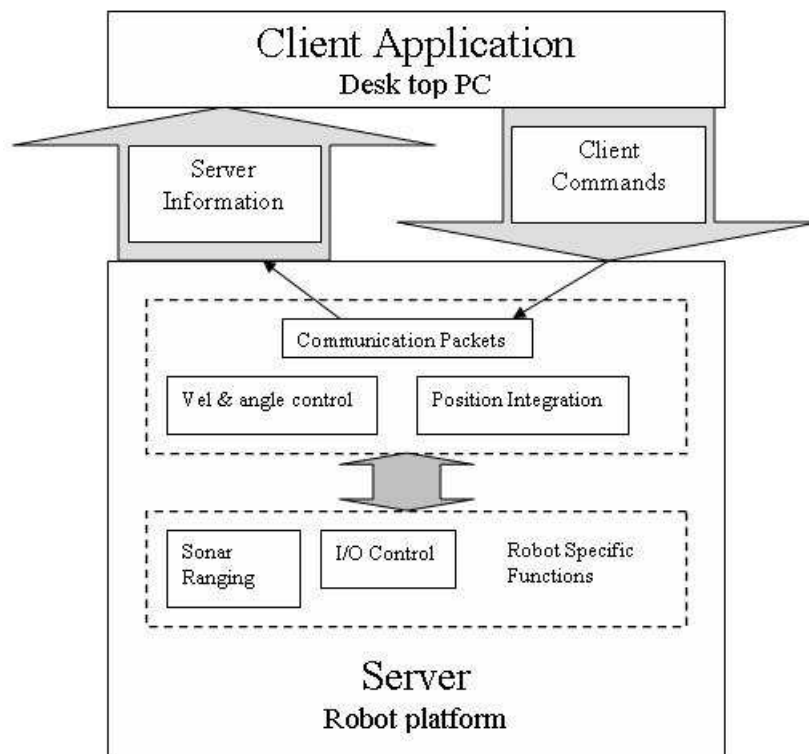 Client Application
Desk top PC
Server
Information
Client
Commands
Communication Packets
Vel & angle control
Position Integration
Sonar
Ranging
I/O Control
Robot Specific
Functions
Server
Robot platform